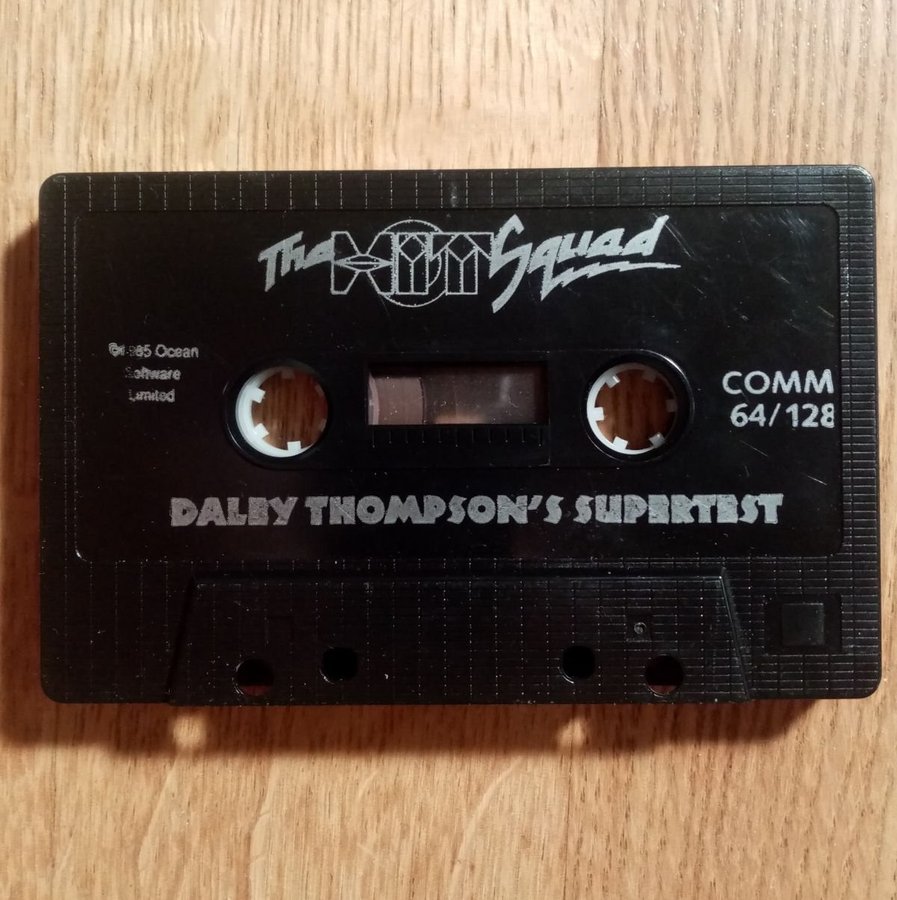 The HIT Squad
© 1985 Ocean
Software
Limited
COMM
64/128
DALEY THOMPSON'S SUPERTEST